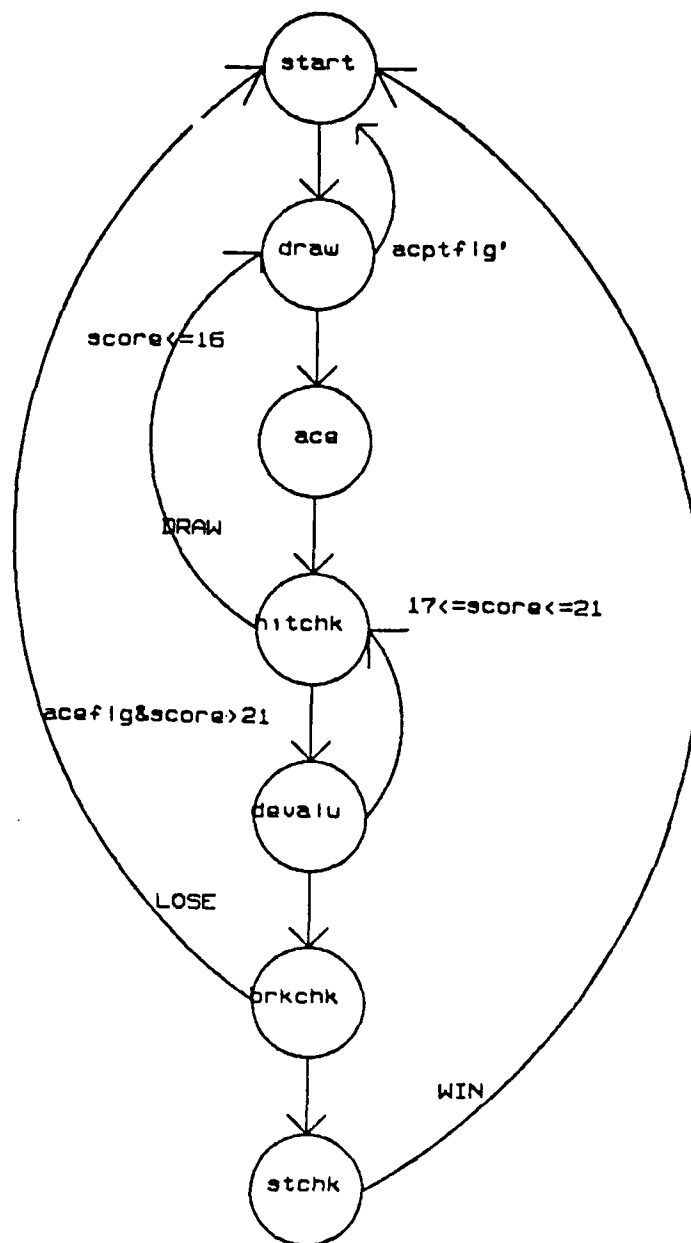 start
draw
acptflg'
score<=16
ace
DRAW
hitchk
17<=score<=21
aceflg&score>21
devalu
LOSE
brkchk
WIN
stchk